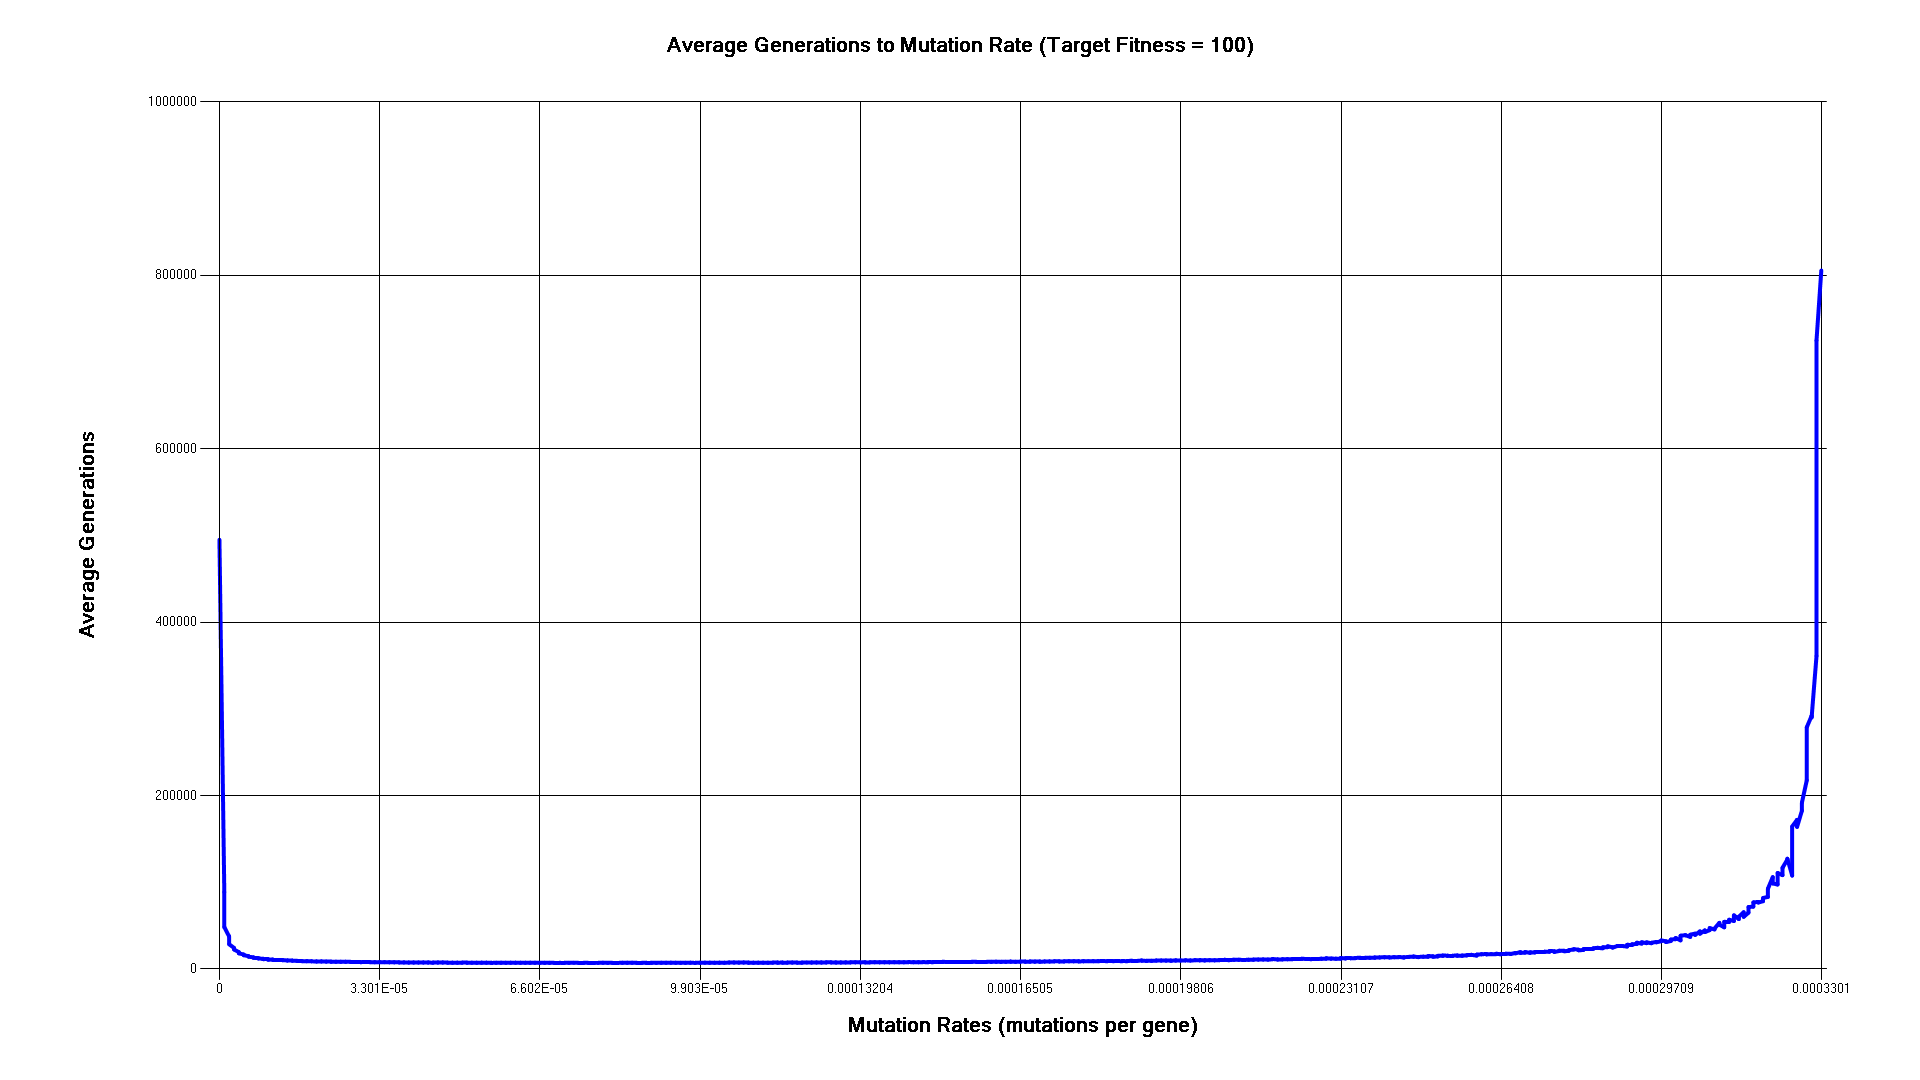 Average Generations to Mutation Rate (Target Fitness = 100)
1000000
800000
600000
400000
200000
0
Average Generations
0 3.301E-05 6.602E-05 9.903E-05 0.00013204 0.00016505 0.00019806 0.00023107 0.00026408 0.00029709 0.0003301
Mutation Rates (mutations per gene)